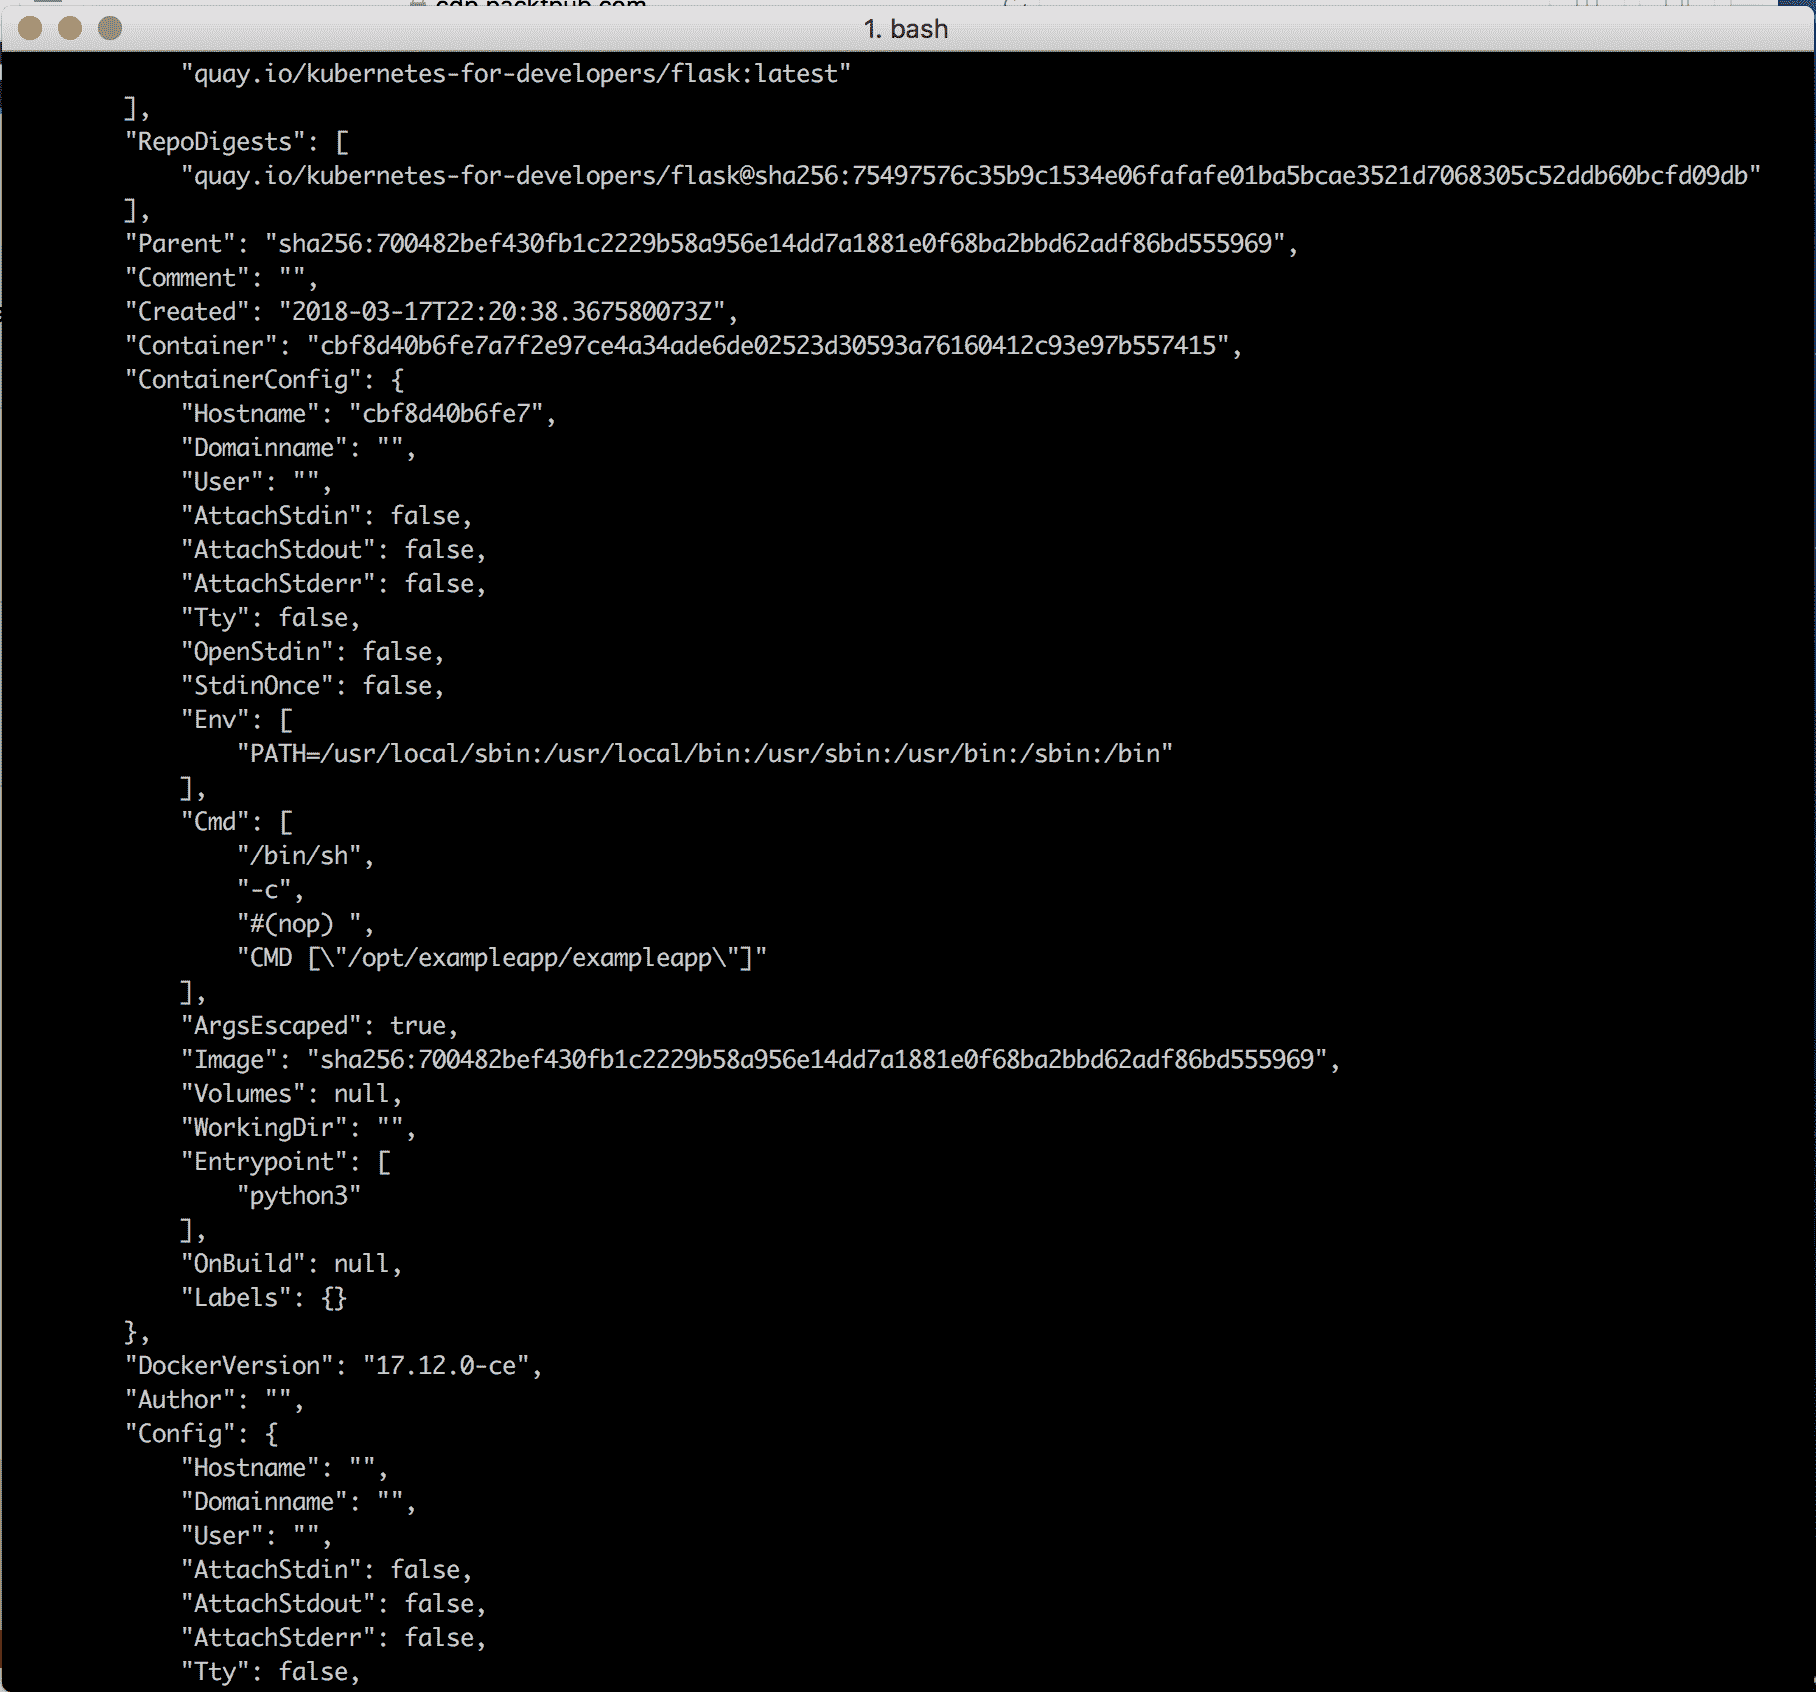 cdp.packtpub.com
1. bash
"quay.io/kubernetes-for-developers/flask:latest"
],
"RepoDigests": [
"quay.io/kubernetes-for-developers/flask@sha256:75497576c35b9c1534e06fafafe01ba5bcae3521d7068305c52ddb60bcfd09db"
],
"Parent": "sha256:700482bef430fb1c2229b58a956e14dd7a1881e0f68ba2bbd62adf86bd555969",
"Comment": "",
"Created": "2018-03-17T22:20:38.367580073Z",
"Container": "cbf8d40b6fe7a7f2e97ce4a34ade6de02523d30593a76160412c93e97b557415",
"ContainerConfig": {
"Hostname": "cbf8d40b6fe7",
"Domainname": "",
"User": "",
"AttachStdin": false,
"AttachStdout": false,
"AttachStderr": false,
"Tty": false,
"OpenStdin": false,
"StdinOnce": false,
"Env": [
"PATH=/usr/local/sbin:/usr/local/bin:/usr/sbin:/usr/bin:/sbin:/bin"
],
"Cmd": [
"/bin/sh",
"-c",
"#(nop) ",
"CMD [\"/opt/exampleapp/exampleapp\"]"
],
"ArgsEscaped": true,
"Image": "sha256:700482bef430fb1c2229b58a956e14dd7a1881e0f68ba2bbd62adf86bd555969",
"Volumes": null,
"WorkingDir": "",
"Entrypoint": [
"python3"
],
"OnBuild": null,
"Labels": {}
},
"DockerVersion": "17.12.0-ce",
"Author": "",
"Config": {
"Hostname": "",
"Domainname": "",
"User": "",
"AttachStdin": false,
"AttachStdout": false,
"AttachStderr": false,
"Tty": false,